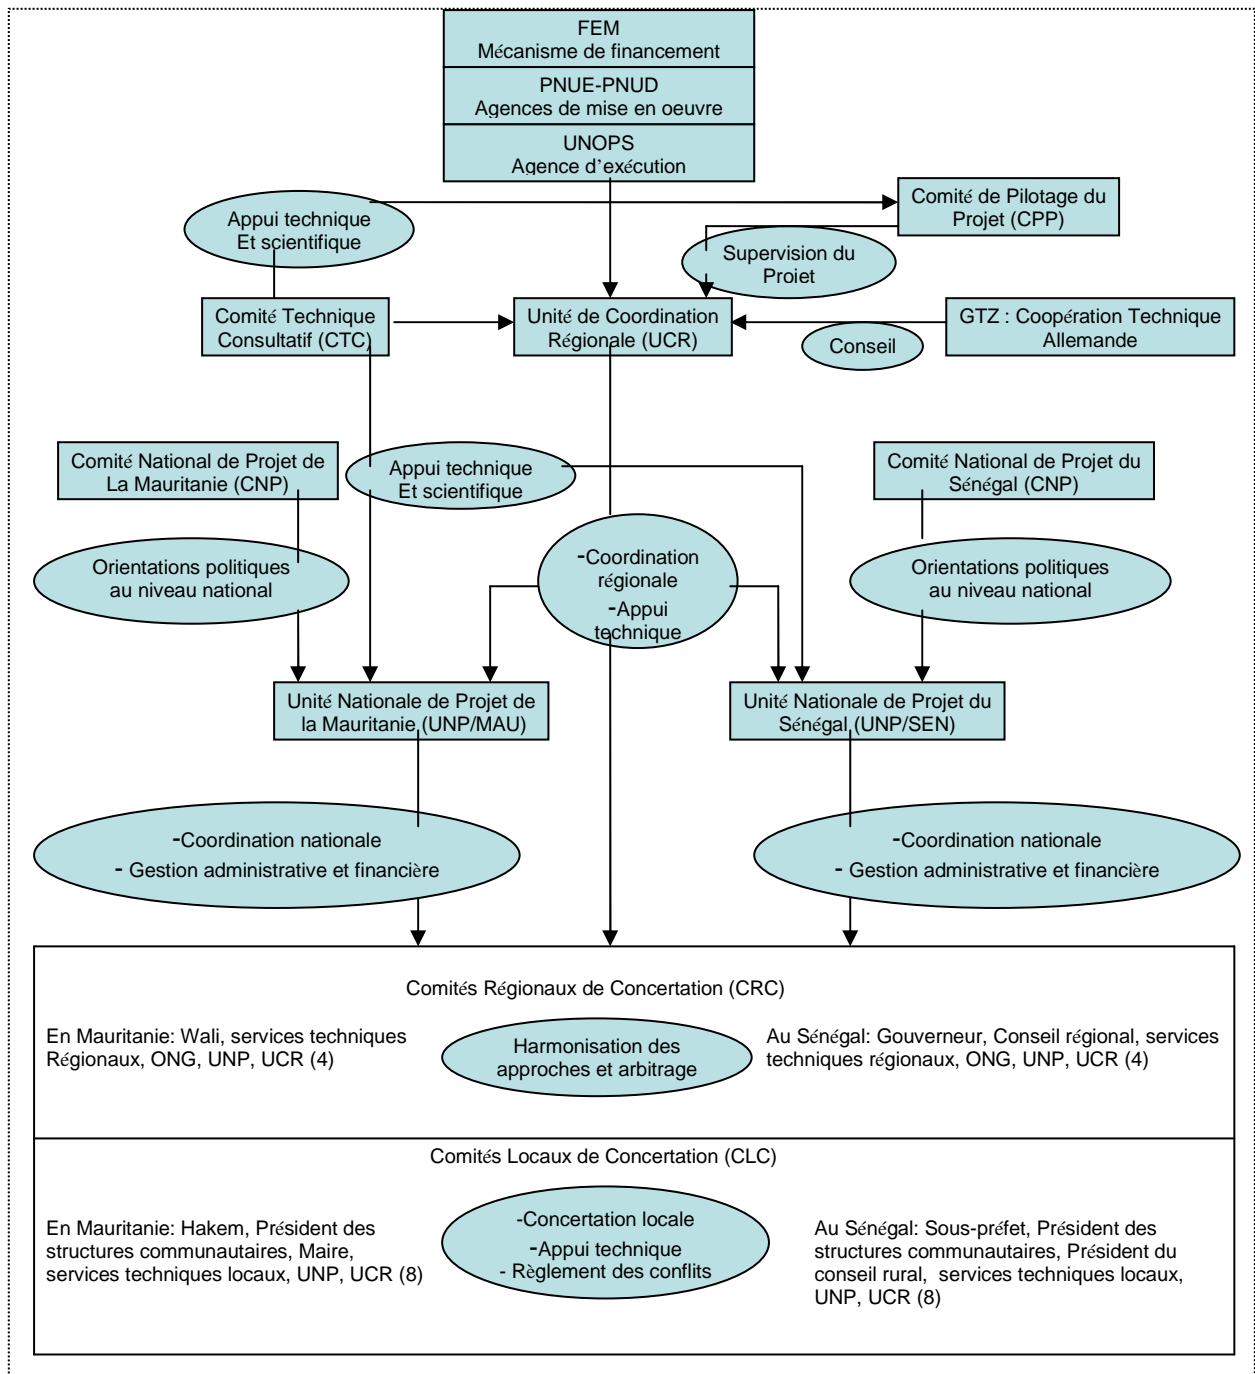 FEM
Mécanisme de financement
PNUE-PNUD
Agences de mise en oeuvre
UNOPS
Agence d'exécution
Appui technique
Et scientifique
Comité de Pilotage du
Projet (CPP)
Supervision du
Projet
Comité Technique
Consultatif (CTC)
Unité de Coordination
Régionale (UCR)
GTZ : Coopération Technique
Allemande
Conseil
Comité National de Projet de
La Mauritanie (CNP)
Appui technique
Et scientifique
Comité National de Projet du
Sénégal (CNP)
Orientations politiques
au niveau national
-Coordination
régionale
-Appui
technique
Orientations politiques
au niveau national
Unité Nationale de Projet de
la Mauritanie (UNP/MAU)
Unité Nationale de Projet du
Sénégal (UNP/SEN)
-Coordination nationale
- Gestion administrative et financière
-Coordination nationale
- Gestion administrative et financière
Comités Régionaux de Concertation (CRC)
En Mauritanie: Wali, services techniques
Régionaux, ONG, UNP, UCR (4)
Harmonisation des
approches et arbitrage
Au Sénégal: Gouverneur, Conseil régional, services
techniques régionaux, ONG, UNP, UCR (4)
Comités Locaux de Concertation (CLC)
En Mauritanie: Hakem, Président des
structures communautaires, Maire,
services techniques locaux, UNP, UCR (8)
-Concertation locale
-Appui technique
- Règlement des conflits
Au Sénégal: Sous-préfet, Président des
structures communautaires, Président du
conseil rural, services techniques locaux,
UNP, UCR (8)